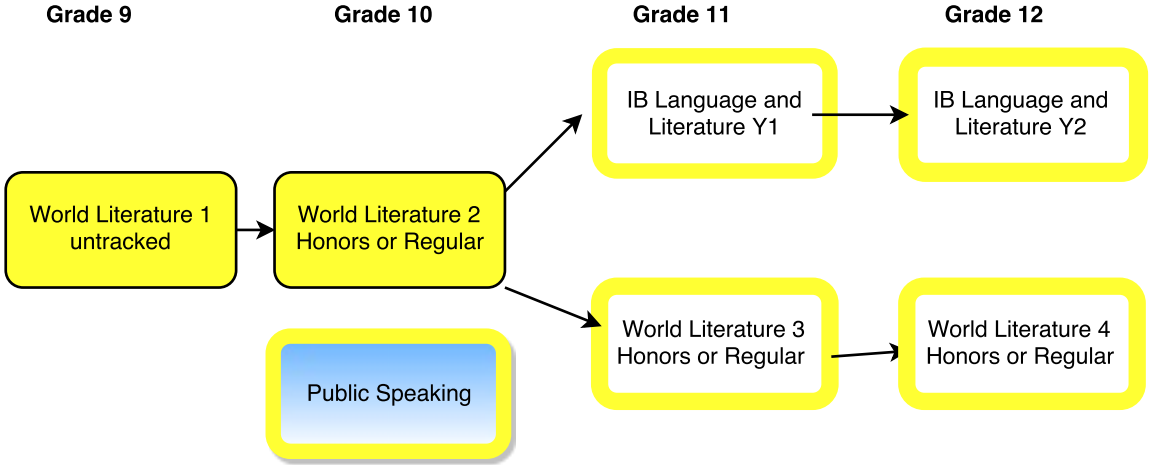 Grade 9
Grade 10
Grade 11
Grade 12
IB Language and
Literature Y1
IB Language and
Literature Y2
World Literature 1
untracked
World Literature 2
Honors or Regular
World Literature 3
Honors or Regular
World Literature 4
Honors or Regular
Public Speaking